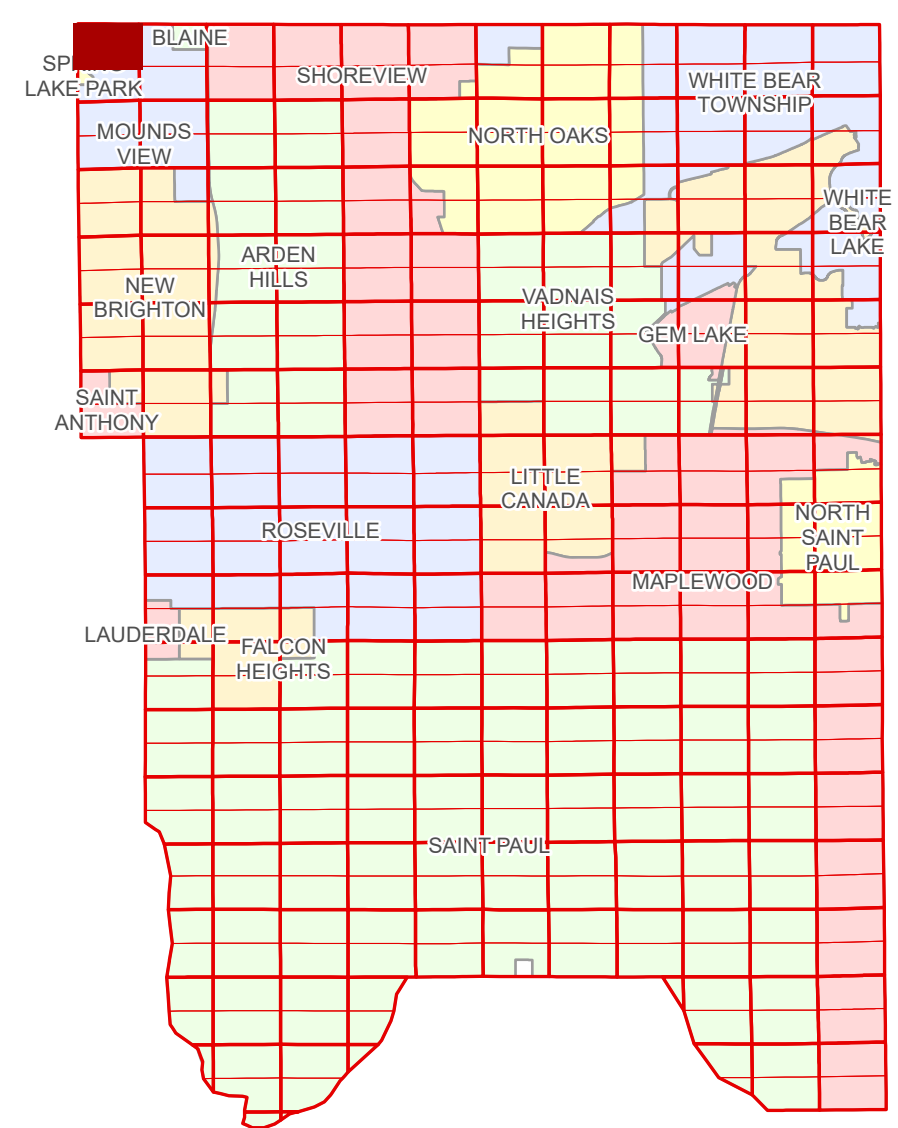 BLAINE
SPRING
LAKE PARK
SHOREVIEW
WHITE BEAR
TOWNSHIP
MOUNDS
VIEW
NORTH OAKS
WHITE
BEAR
LAKE
ARDEN
HILLS
NEW
BRIGHTON
VADNAIS
HEIGHTS
GEM LAKE
SAINT
ANTHONY
LITTLE
CANADA
ROSEVILLE
NORTH
SAINT
PAUL
MAPLEWOOD
LAUDERDALE
FALCON
HEIGHTS
SAINT PAUL